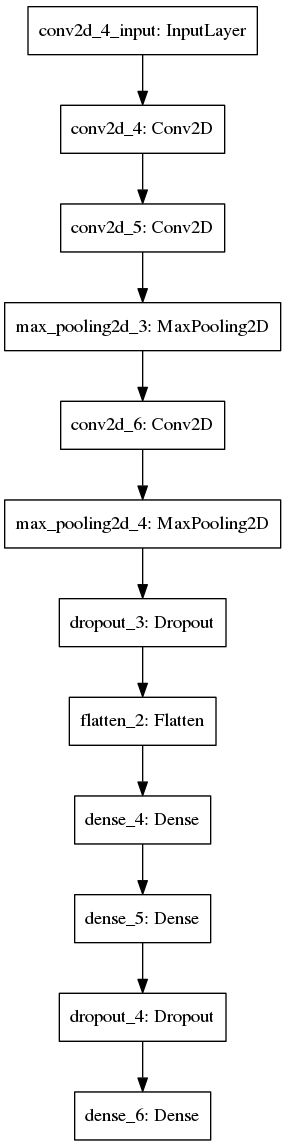 conv2d_4_input: InputLayer
conv2d_4: Conv2D
conv2d_5: Conv2D
max_pooling2d_3: MaxPooling2D
conv2d_6: Conv2D
max_pooling2d_4: MaxPooling2D
dropout_3: Dropout
flatten_2: Flatten
dense_4: Dense
dense_5: Dense
dropout_4: Dropout
dense_6: Dense